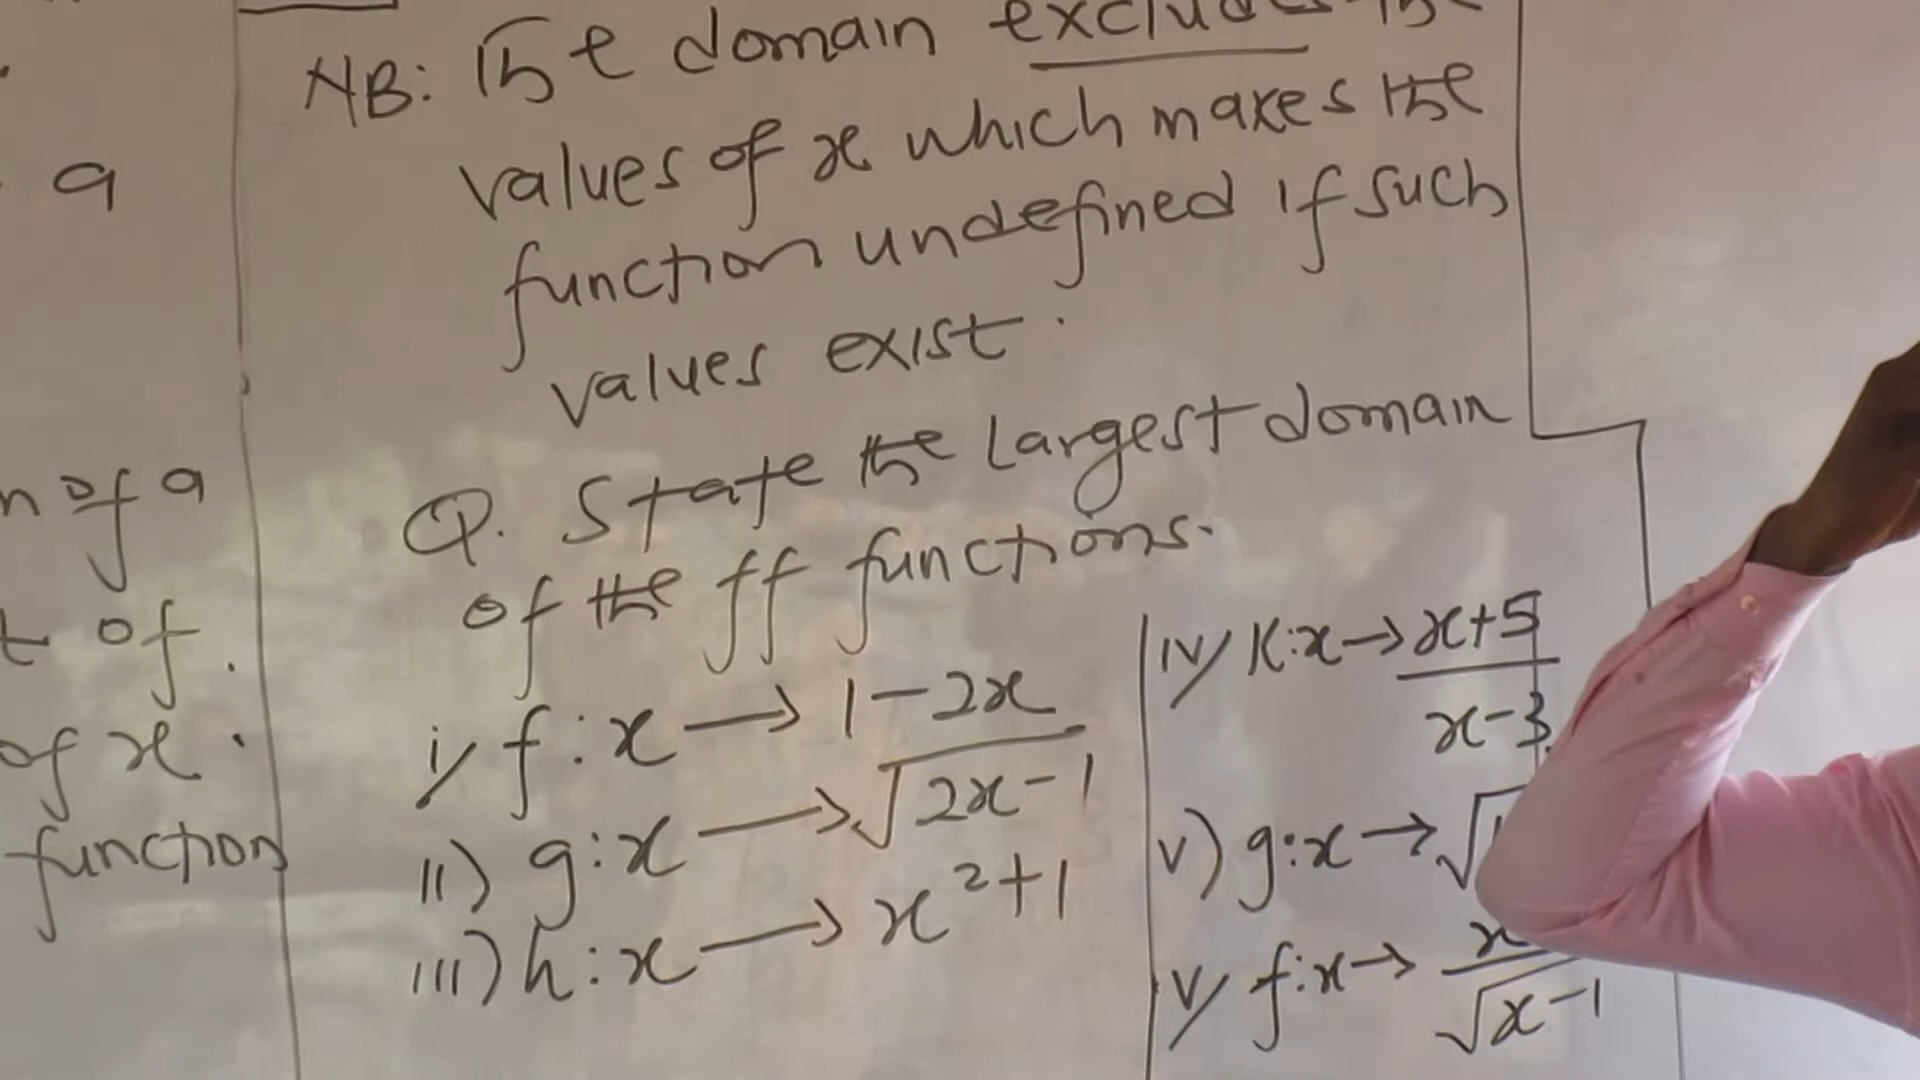 a
n of a
t of.
of x.
function
NB: The domain excludes
values of x which makes the
function undefined if such
values exist.
Q. State the largest domain
of the ff functions.
i/ f:x → 1-2x
ii) g:x → √(2x-1)
iii) h:x → x²+1
iv/ k:x → x+5
x-3
v) g:x → √
v/ f:x → x
√(x-1)